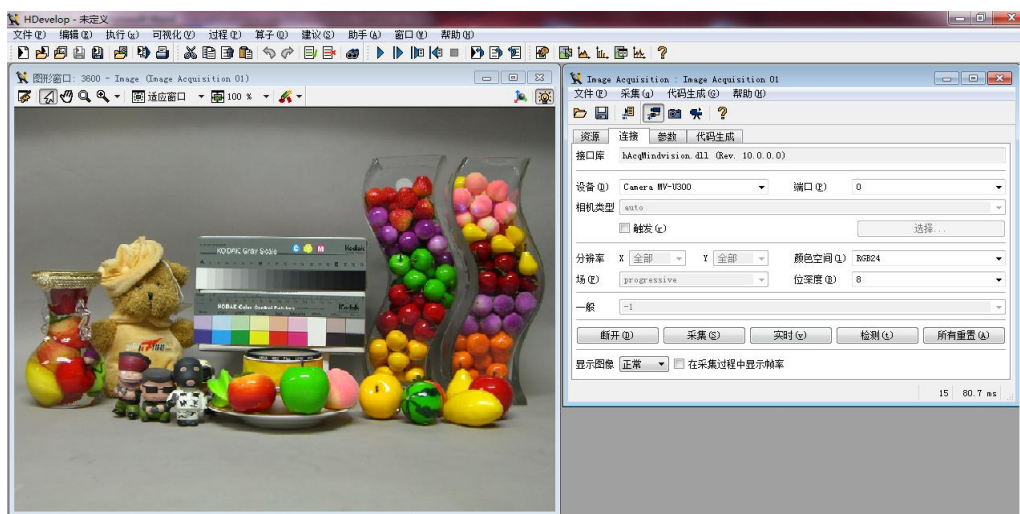 HDevelop - 未定义
文件(F) 编辑(E) 执行(x) 可视化(V) 过程(P) 算子(O) 建议(S) 助手(A) 窗口(W) 帮助(H)
图形窗口: 3600 - Image (Image Acquisition 01)
适应窗口 100 %
KODAK Gray Scale C Y M Kodak
KODAK Color Control Patches Kodak
Image Acquisition : Image Acquisition 01
文件(F) 采集(a) 代码生成(G) 帮助(H)
资源 连接 参数 代码生成
接口库 hAcqMindvision.dll (Rev. 10.0.0.0)
设备(D) Camera MV-U300 端口(P) 0
相机类型 auto
触发(r) 选择...
分辨率 X 全部 Y 全部 颜色空间(L) RGB24
场(F) progressive 位深度(B) 8
一般 -1
断开(D) 采集(S) 实时(v) 检测(t) 所有重置(A)
显示图像 正常 在采集过程中显示帧率
15 80.7 ms